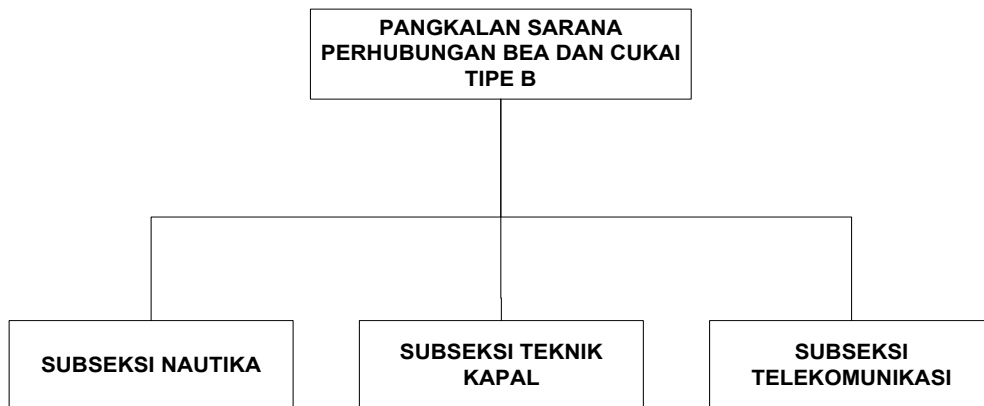 PANGKALAN SARANA
PERHUBUNGAN BEA DAN CUKAI
TIPE B
SUBSEKSI NAUTIKA
SUBSEKSI TEKNIK
KAPAL
SUBSEKSI
TELEKOMUNIKASI